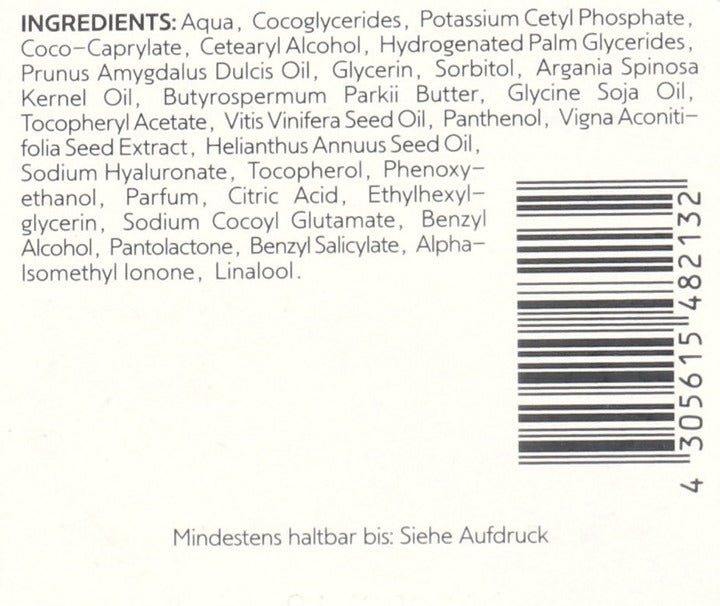 INGREDIENTS: Aqua, Cocoglycerides, Potassium Cetyl Phosphate,
Coco-Caprylate, Cetearyl Alcohol, Hydrogenated Palm Glycerides,
Prunus Amygdalus Dulcis Oil, Glycerin, Sorbitol, Argania Spinosa
Kernel Oil, Butyrospermum Parkii Butter, Glycine Soja Oil,
Tocopheryl Acetate, Vitis Vinifera Seed Oil, Panthenol, Vigna Aconiti-
folia Seed Extract, Helianthus Annuus Seed Oil,
Sodium Hyaluronate, Tocopherol, Phenoxy-
ethanol, Parfum, Citric Acid, Ethylhexyl-
glycerin, Sodium Cocoyl Glutamate, Benzyl
Alcohol, Pantolactone, Benzyl Salicylate, Alpha-
Isomethyl Ionone, Linalool.
4 305615 482132
Mindestens haltbar bis: Siehe Aufdruck